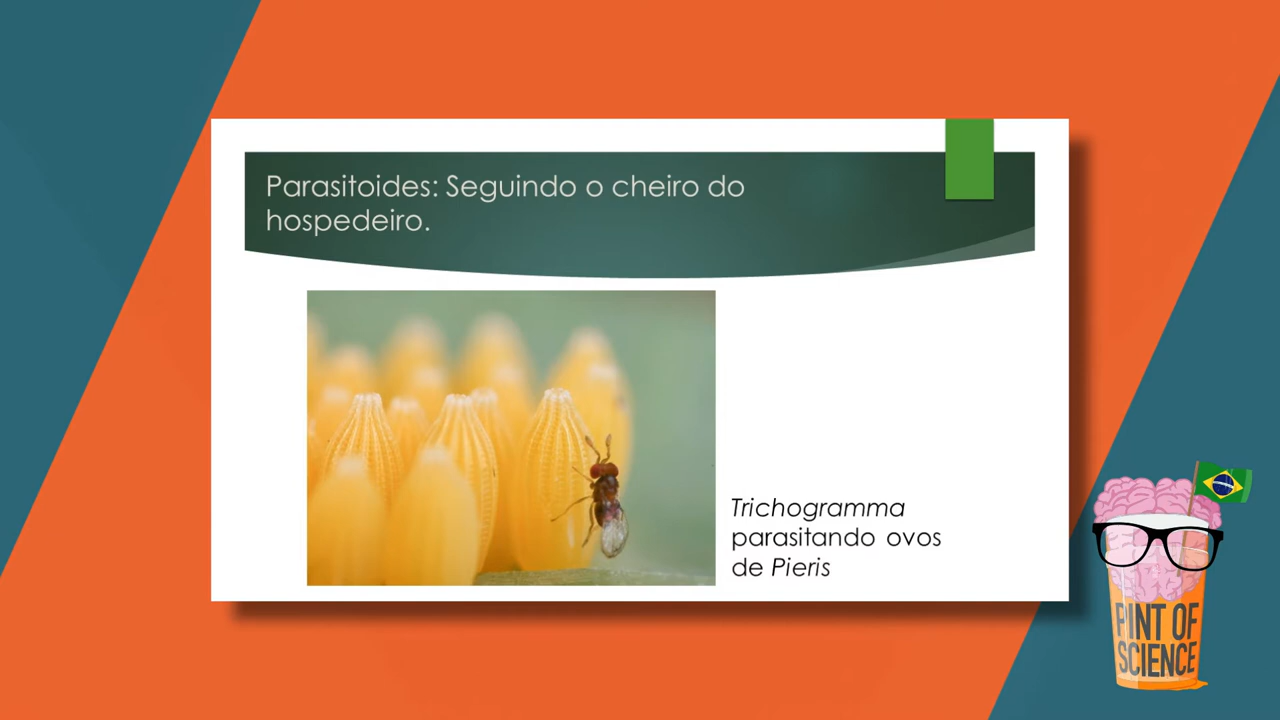 Parasitoides: Seguindo o cheiro do
hospedeiro.
Trichogramma
parasitando ovos
de Pieris
PINT OF
SCIENCE